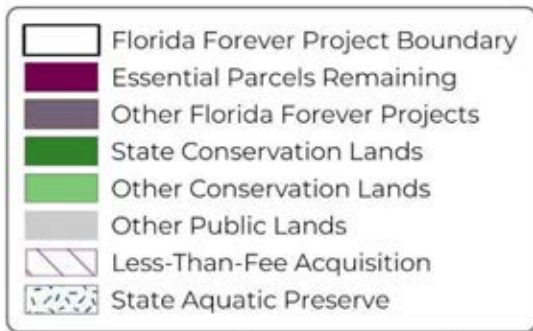 Florida Forever Project Boundary
Essential Parcels Remaining
Other Florida Forever Projects
State Conservation Lands
Other Conservation Lands
Other Public Lands
Less-Than-Fee Acquisition
State Aquatic Preserve